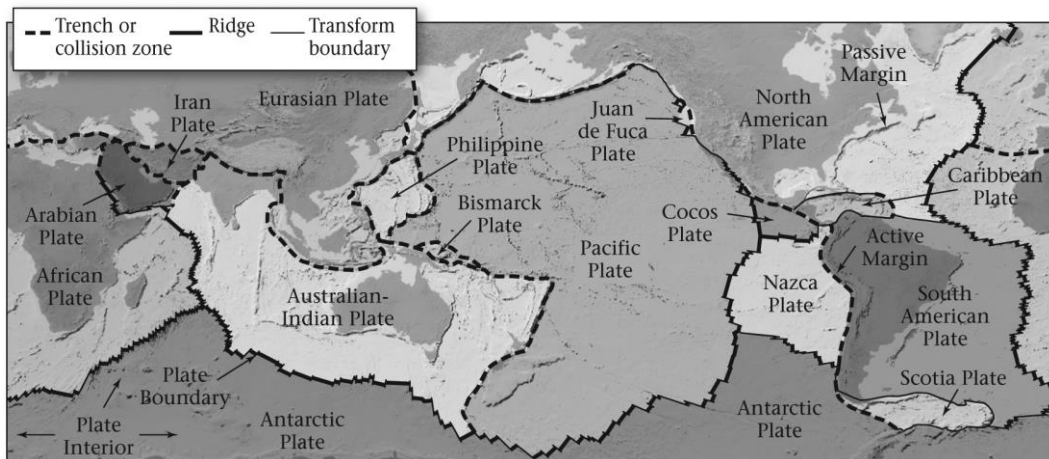 Trench or
collision zone
Ridge
Transform
boundary
Passive
Margin
Iran
Plate
Eurasian Plate
Juan
de Fuca
Plate
North
American
Plate
Philippine
Plate
Caribbean
Plate
Bismarck
Plate
Arabian
Plate
Cocos
Plate
Active
Margin
African
Plate
Pacific
Plate
Nazca
Plate
Australian-
Indian Plate
South
American
Plate
Plate
Boundary
Scotia Plate
Plate
Interior
Antarctic
Plate
Antarctic
Plate